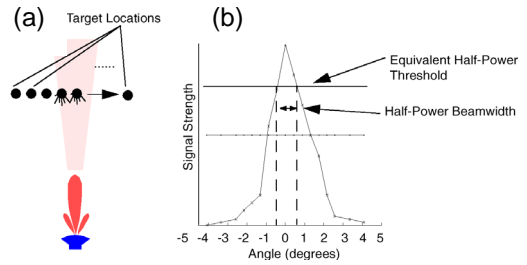 (a)
Target Locations
......
(b)
Equivalent Half-Power
Threshold
Half-Power Beamwidth
Signal Strength
-5 -4 -3 -2 -1 0 1 2 3 4 5
Angle (degrees)